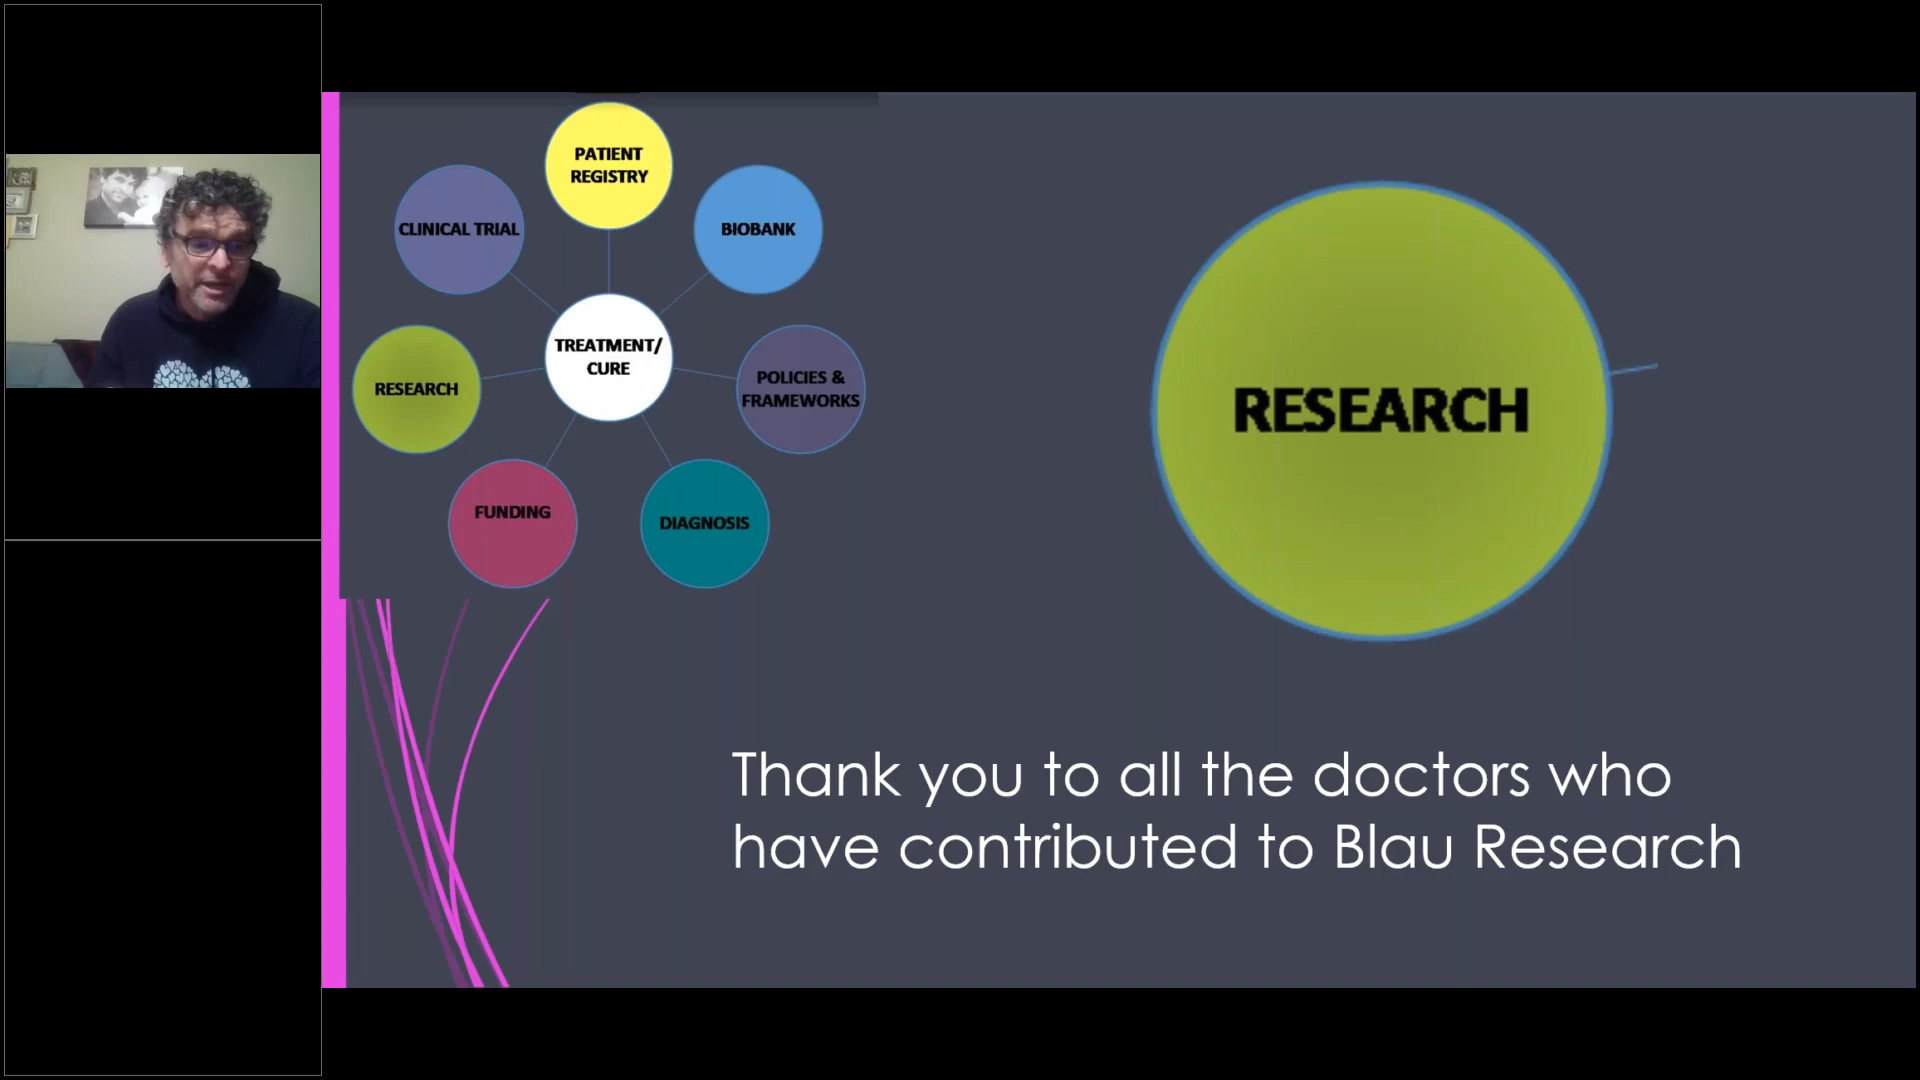 PATIENT
REGISTRY
CLINICAL TRIAL
BIOBANK
TREATMENT/
CURE
RESEARCH
POLICIES &
FRAMEWORKS
FUNDING
DIAGNOSIS
RESEARCH
Thank you to all the doctors who
have contributed to Blau Research